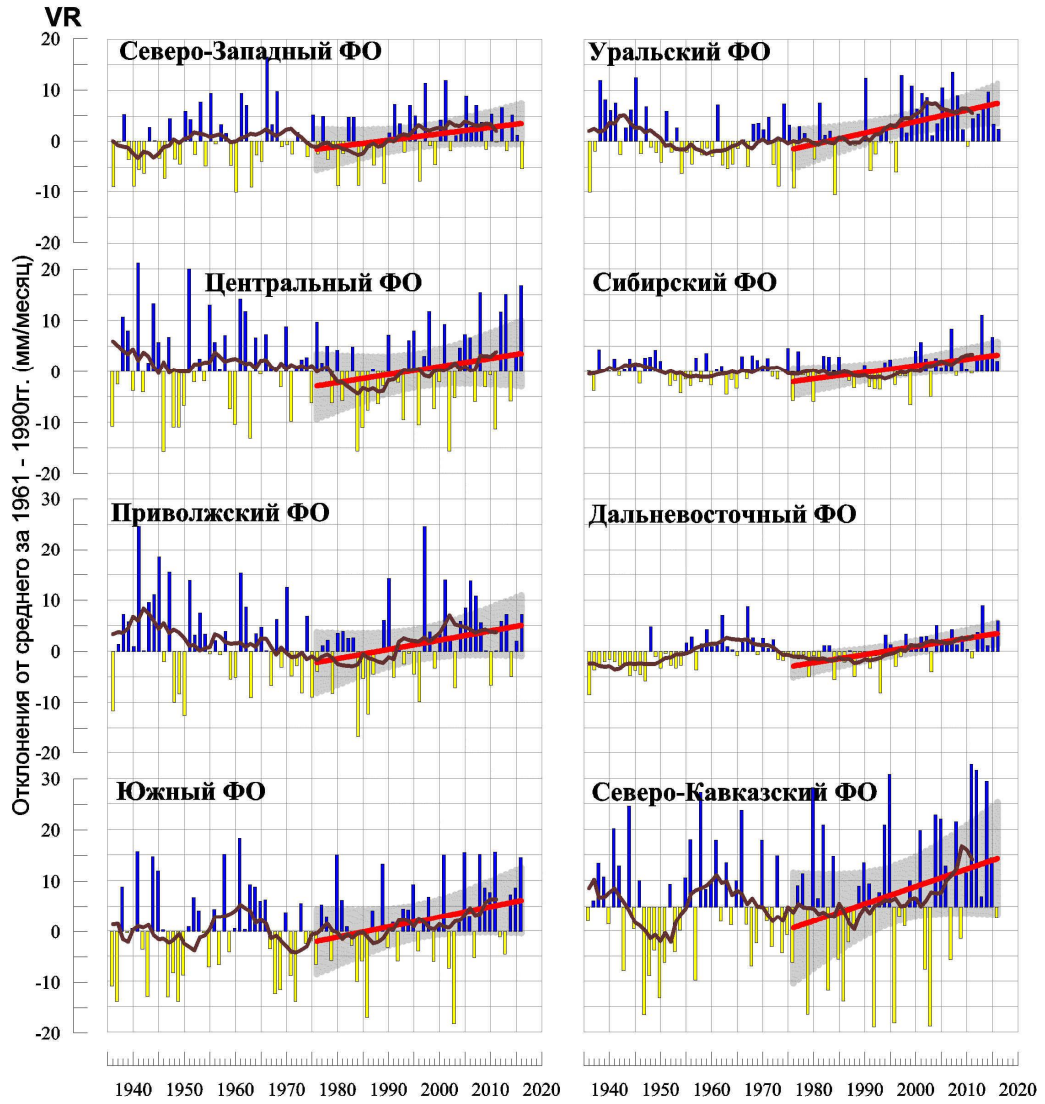 VR
Отклонения от среднего за 1961 - 1990гг. (мм/месяц)
Северо-Западный ФО
Уральский ФО
20
10
0
-10
-20
Центральный ФО
Сибирский ФО
20
10
0
-10
-20
Приволжский ФО
Дальневосточный ФО
30
20
10
0
-10
-20
Южный ФО
Северо-Кавказский ФО
30
20
10
0
-10
-20
1940 1950 1960 1970 1980 1990 2000 2010 2020
1940 1950 1960 1970 1980 1990 2000 2010 2020